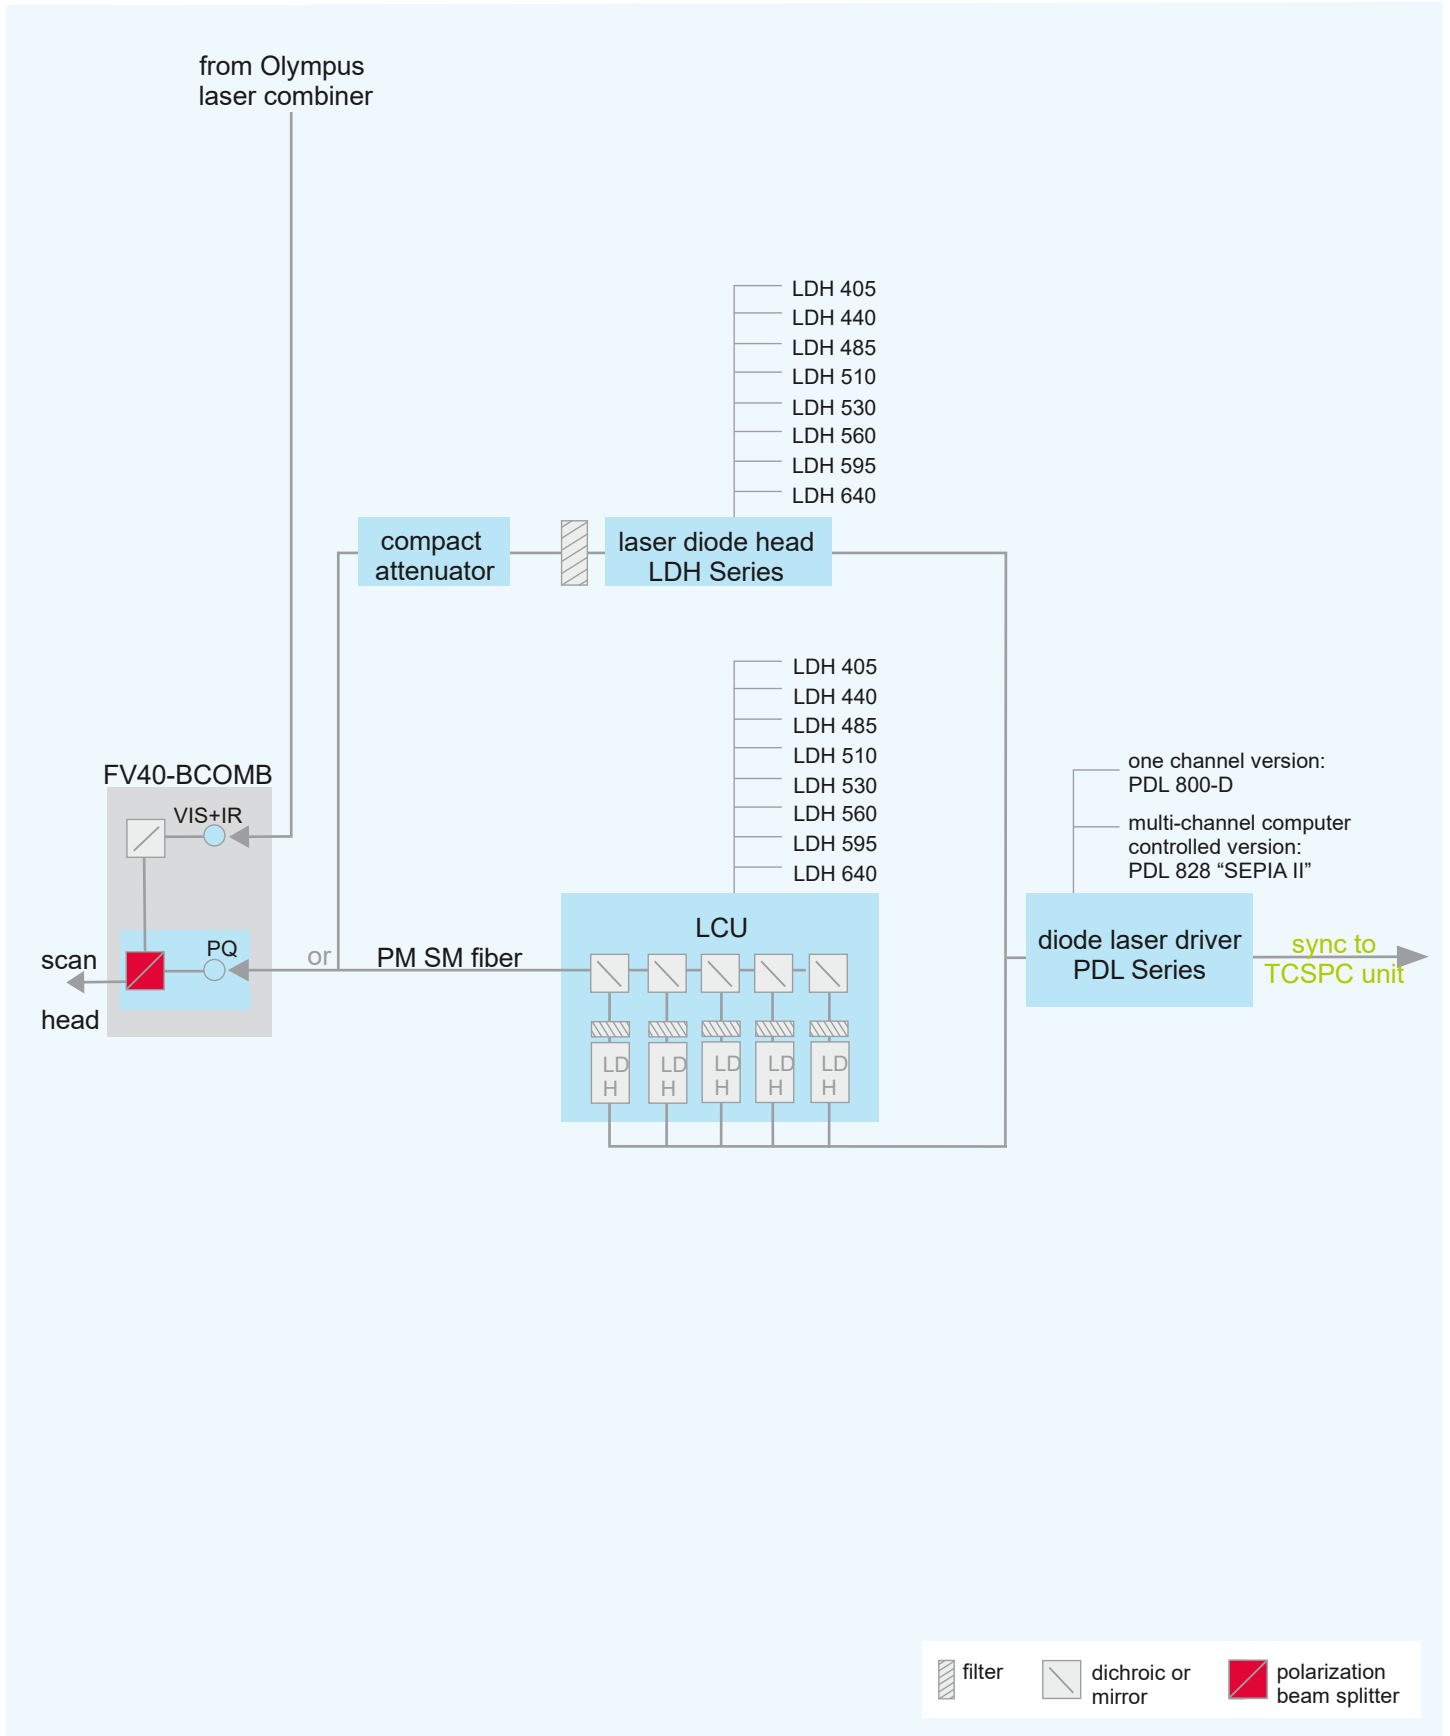 from Olympus
laser combiner
LDH 405
LDH 440
LDH 485
LDH 510
LDH 530
LDH 560
LDH 595
LDH 640
compact
attenuator
laser diode head
LDH Series
LDH 405
LDH 440
LDH 485
LDH 510
LDH 530
LDH 560
LDH 595
LDH 640
one channel version:
PDL 800-D
multi-channel computer
controlled version:
PDL 828 “SEPIA II”
FV40-BCOMB
VIS+IR
PQ
scan
head
or
PM SM fiber
LCU
LD
H
LD
H
LD
H
LD
H
LD
H
diode laser driver
PDL Series
sync to
TCSPC unit
filter
dichroic or
mirror
polarization
beam splitter